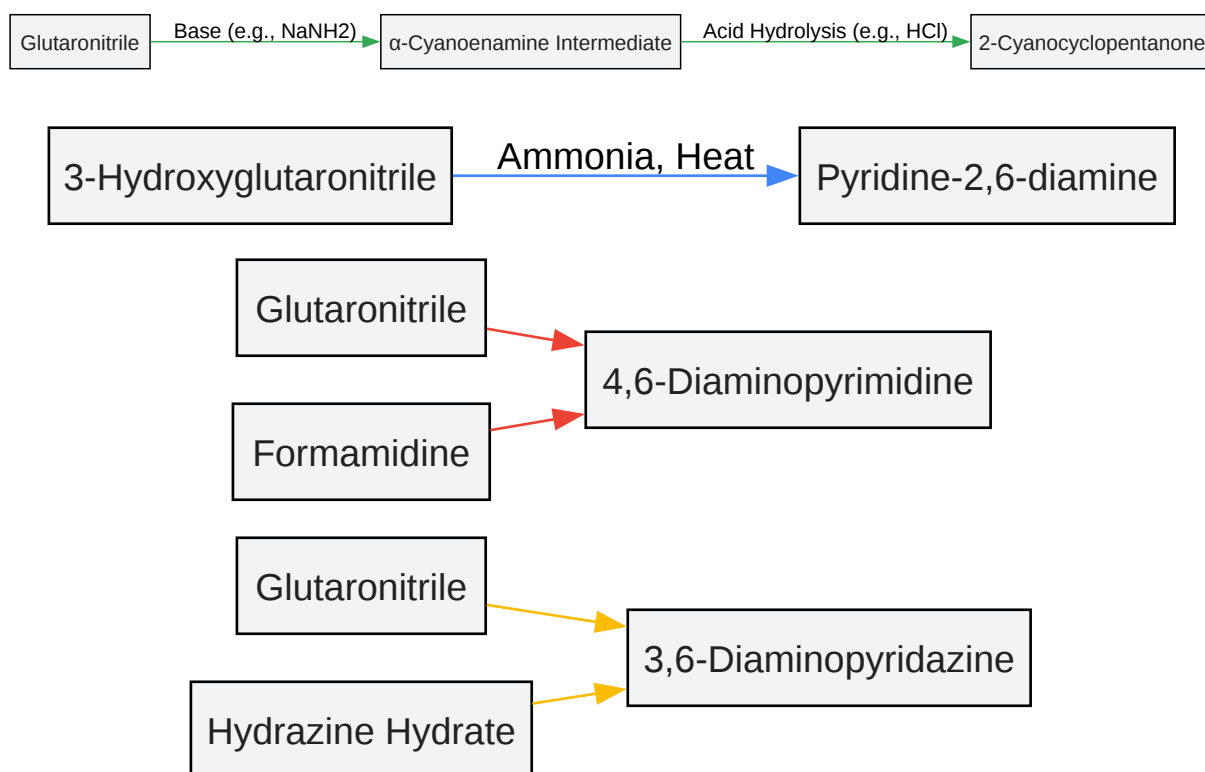 Glutaronitrile
Base (e.g., NaNH2)
α-Cyanoenamine Intermediate
Acid Hydrolysis (e.g., HCl)
2-Cyanocyclopentanone
3-Hydroxyglutaronitrile
Ammonia, Heat
Pyridine-2,6-diamine
Glutaronitrile
4,6-Diaminopyrimidine
Formamidine
Glutaronitrile
3,6-Diaminopyridazine
Hydrazine Hydrate